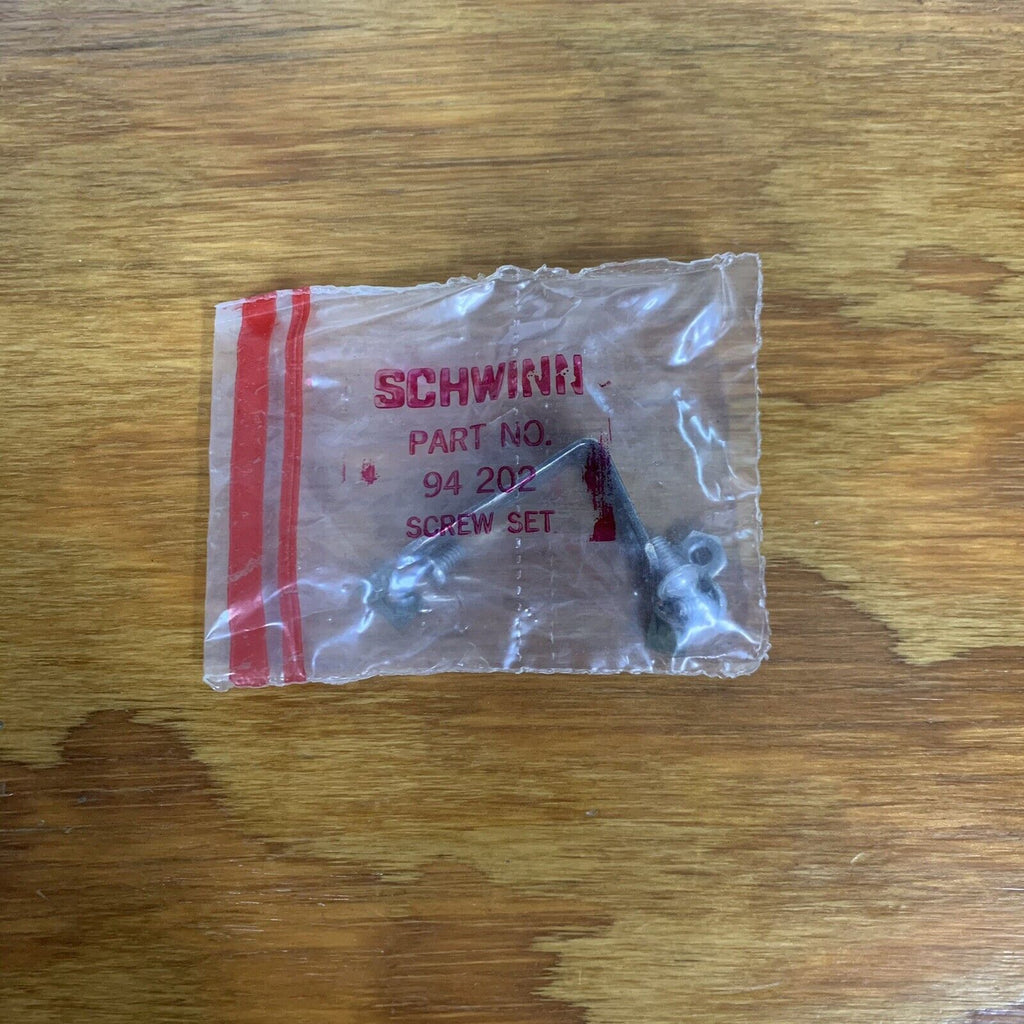 SCHWINN
PART NO.
94 202
SCREW SET